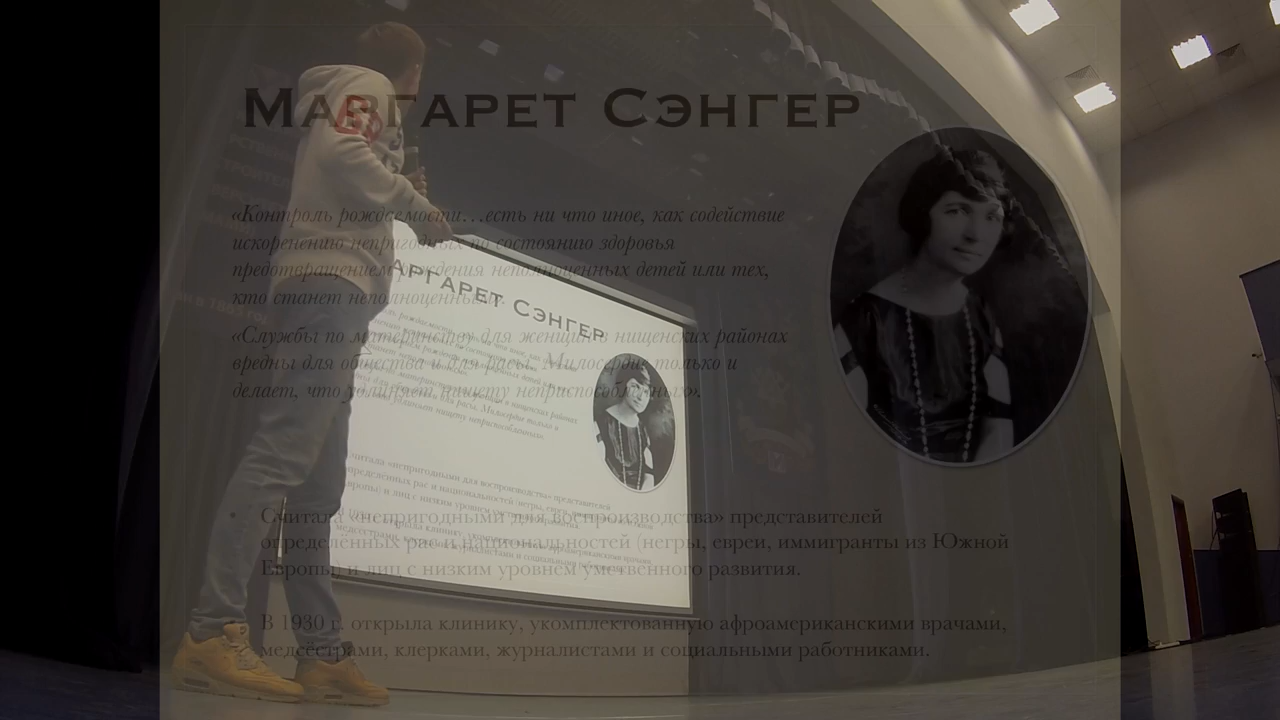 Маргарет Сэнгер
«Контроль рождаемости…есть ни что иное, как содействие
искоренению непригодных по состоянию здоровья
предотвращением рождения неполноценных детей или тех,
кто станет неполноценным».
«Службы по материнству для женщин в нищенских районах
вредны для общества и для расы. Милосердие только и
делает, что удлиняет нищету неприспособленных».
Считала «непригодными для воспроизводства» представителей
определённых рас и национальностей (негры, евреи, иммигранты из Южной
Европы) и лиц с низким уровнем умственного развития.
В 1930 г. открыла клинику, укомплектованную афроамериканскими врачами,
медсёстрами, клерками, журналистами и социальными работниками.
Маргарет Сэнгер